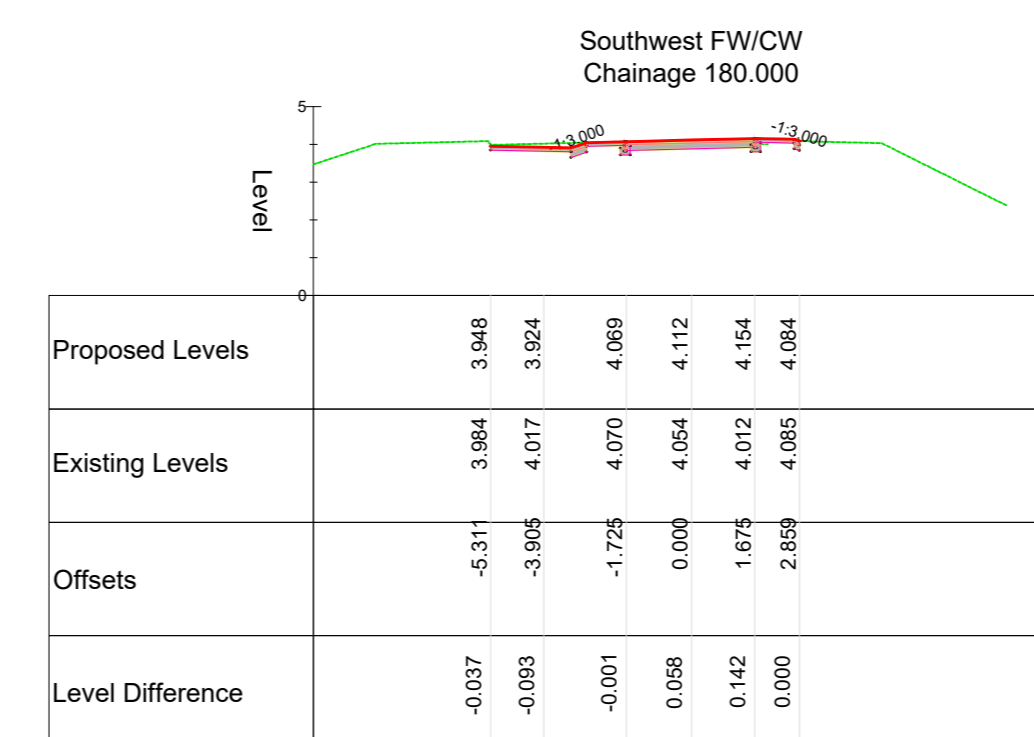 Southwest FW/CW
Chainage 180.000
5
-1:3.000
-1:3.000
Level
0
Proposed Levels 3.948 3.924 4.069 4.112 4.154 4.084
Existing Levels 3.984 4.017 4.070 4.054 4.012 4.085
Offsets -5.311 -3.905 -1.725 0.000 1.675 2.859
Level Difference -0.037 -0.093 -0.001 0.058 0.142 0.000